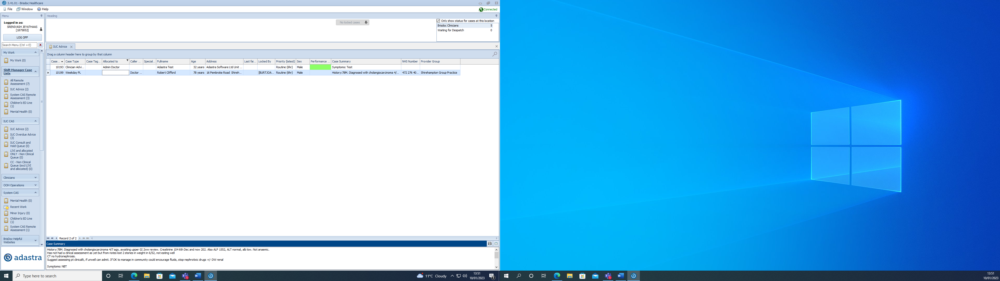 3.41.01 - Brisdoc Healthcare
File Window Help
Connected
Menu
Heading
Logged in as:
SRENIVASH JEYATHAAS
[1875852]
LOG OFF
Search Menu (Ctrl + E) X
No locked cases
Only show status for cases at this location
Brisdoc Clinicians 5
Waiting for Despatch 0
My Work
My Work (0)
Shift Manager Case
Lists
All Remote
Assessment (7)
IUC Advice (2)
System CAS Remote
Assessment (3)
Children's ED Line
(1)
Mental Health (0)
IUC CAS
IUC Advice (2)
IUC Overdue Advice
(3)
IUC Consult and
Hold Queue (0)
LIVI and allocated
ONLY - Non Clinical
Queue (0)
CC - Non Clinical
Queue (excl LIVI
and allocated) (0)
Clinicians
OOH Operations
System CAS
Mental Health (0)
Recent Work
Minor Injury (0)
Children's ED Line
(1)
System CAS Remote
Assessment (1)
BrisDoc Helpful
Websites
adastra
IUC Advice
Drag a column header here to group by that column
Case... Case Type Case Tag... Allocated to Caller ... Special... Fullname Age Address Last fai... Locked By Priority (latest) Sex Performance ... Case Summary NHS Number Provider Group
10193 Clinician Advi... Admin Doctor Adastra Test 32 years Adastra Software Ltd Unit ... Routine (6hr) Male Symptoms: Test
10199 Weekday PL Doctor ... Robert Clifford 78 years 16 Pembroke Road Shireh... [BURTJOA... Routine (6hr) Male History:78M. Diagnosed with cholangiocarcinoma 4/... 472 276 40... Shirehampton Group Practice
Record 2 of 2
Case Summary
History:78M. Diagnosed with cholangiocarcinoma 4/7 ago, awaiting upper GI 2ww review. Creatinine 104 6th Dec and now 202. Also ALP 1552, ALT normal, alb low. Not anaemic.
Has not had a clinical assessment as yet but from notes lost 2 stones in weight in 6/52, not eating well
CT no hydronephrosis.
Suggest assessing pt clinicallt, if unwell can admit. If OK to manage in community could encourage fluids, stop nephrotixic drugs +/- DW renal
Symptoms: NBT
Type here to search
11°C Cloudy
13:51
10/01/2023
13:51
10/01/2023